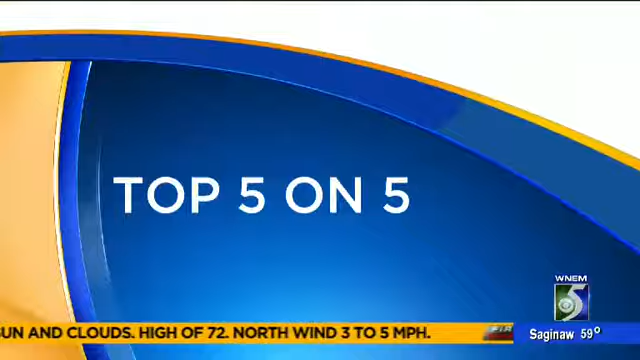 TOP 5 ON 5
WNEM
5
SUN AND CLOUDS. HIGH OF 72. NORTH WIND 3 TO 5 MPH.
Saginaw 59°